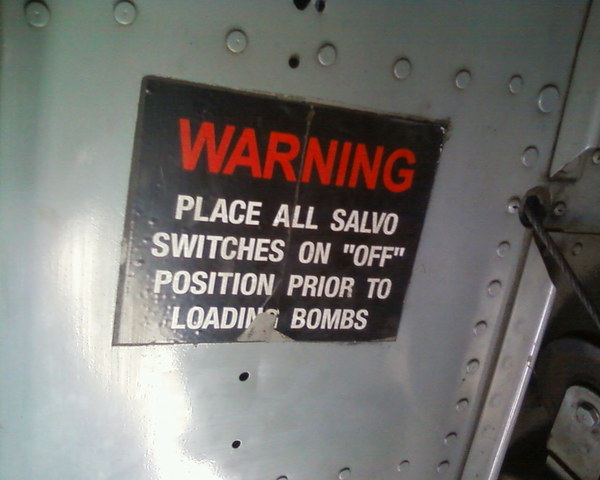 WARNING
PLACE ALL SALVO
SWITCHES ON "OFF"
POSITION PRIOR TO
LOADING BOMBS